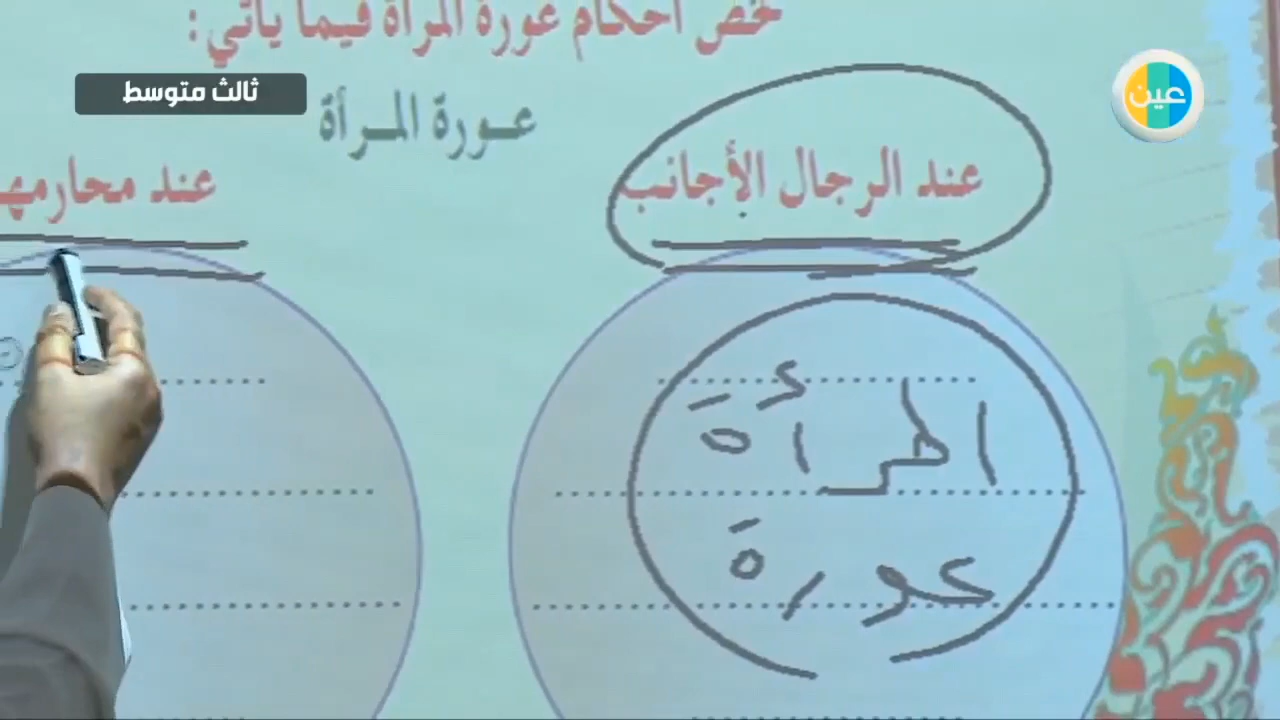 لخص أحكام عورة المرأة فيما يأتي:
ثالث متوسط
عين
عورة المرأة
عند الرجال الأجانب
عند محارمها
المرأة
عورة